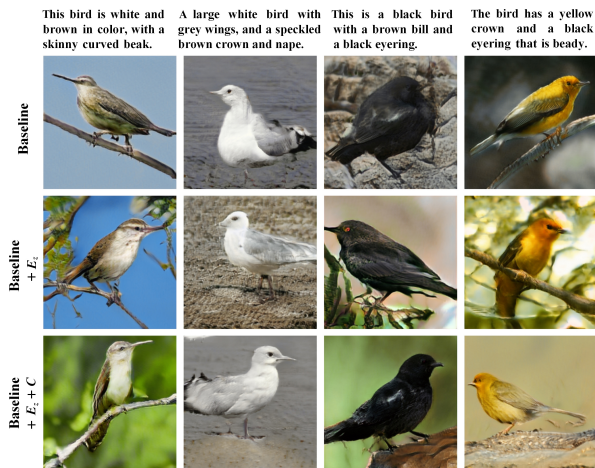 This bird is white and
brown in color, with a
skinny curved beak.
A large white bird with
grey wings, and a speckled
brown crown and nape.
This is a black bird
with a brown bill and
a black eyering.
The bird has a yellow
crown and a black
eyering that is beady.
Baseline
Baseline
+ E_z
Baseline
+ E_z + C